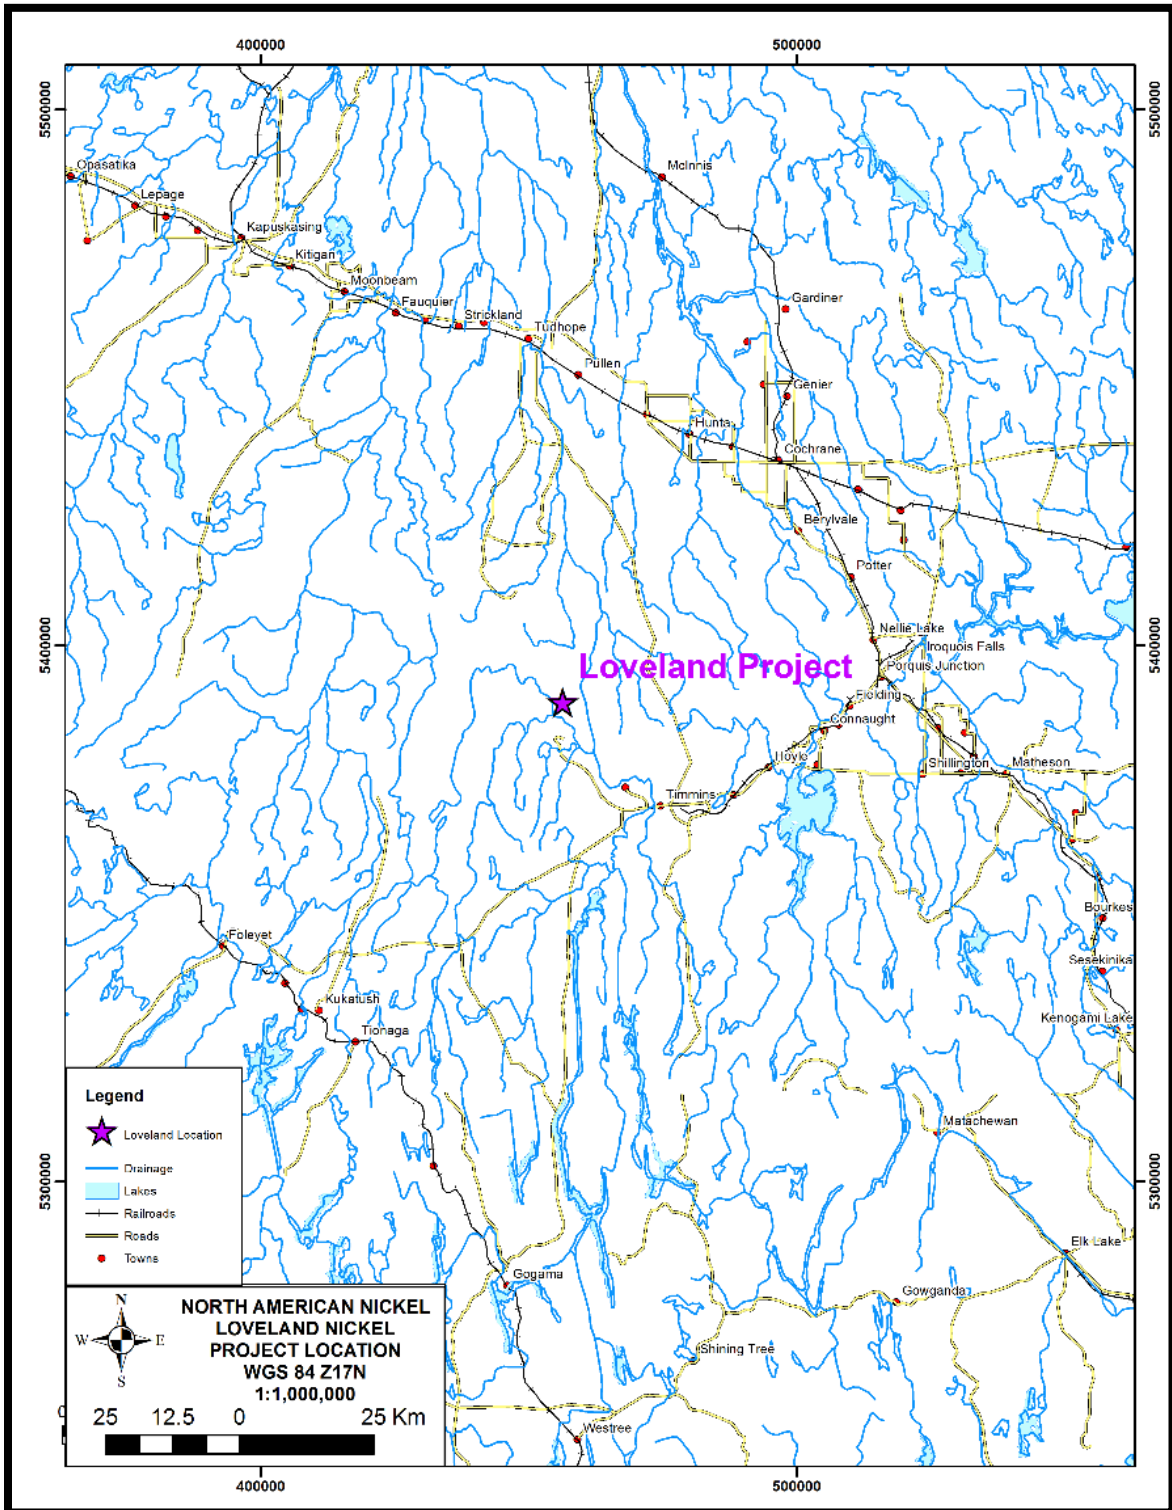 400000
500000
5500000
5500000
Opasatika
McInnis
Lepage
Kapuskasing
Kitigan
Moonbeam
Gardiner
Fauquier
Strickland
Tudhope
Pullen
Genier
Hunta
Cochrane
Berylvale
Potter
Nellie Lake
5400000
5400000
Iroquois Falls
Loveland Project
Porquis Junction
Fielding
Connaught
Hoyle
Shillington
Matheson
Timmins
Bourkes
Foleyet
Sesekinika
Kukatush
Kenogami Lake
Tionaga
Matachewan
5300000
5300000
Elk Lake
Gogama
Gowganda
Shining Tree
Westree
Legend
Loveland Location
Drainage
Lakes
Railroads
Roads
Towns
N
W
E
S
NORTH AMERICAN NICKEL
LOVELAND NICKEL
PROJECT LOCATION
WGS 84 Z17N
1:1,000,000
25 12.5 0 25 Km
400000
500000